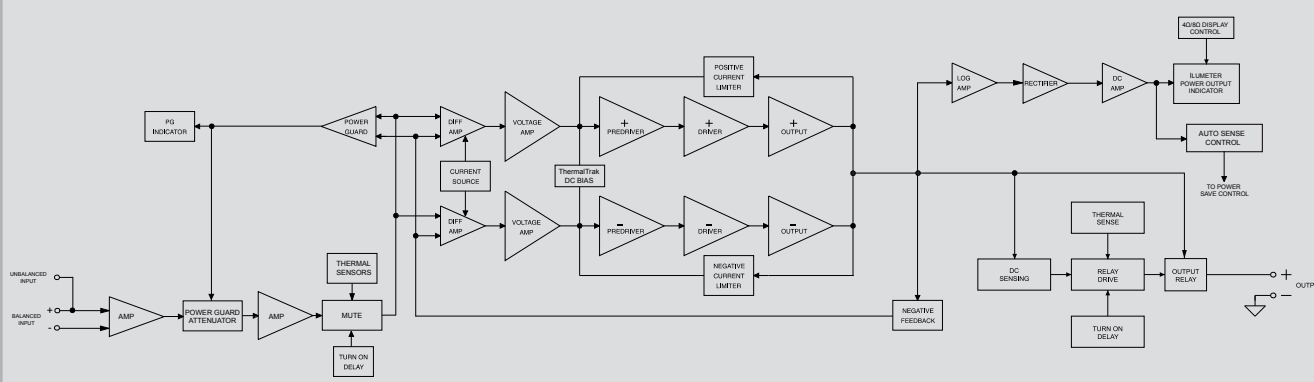 4Ω/8Ω DISPLAY
CONTROL
POSITIVE
CURRENT
LIMITER
LOG
AMP
RECTIFIER
DC
AMP
ILUMETER
POWER OUTPUT
INDICATOR
PG
INDICATOR
POWER
GUARD
DIFF
AMP
VOLTAGE
AMP
+
PREDRIVER
+
DRIVER
+
OUTPUT
AUTO SENSE
CONTROL
CURRENT
SOURCE
ThermalTrak
DC BIAS
TO POWER
SAVE CONTROL
DIFF
AMP
VOLTAGE
AMP
–
PREDRIVER
–
DRIVER
–
OUTPUT
THERMAL
SENSE
THERMAL
SENSORS
NEGATIVE
CURRENT
LIMITER
DC
SENSING
RELAY
DRIVE
OUTPUT
RELAY
UNBALANCED
INPUT
+
BALANCED
INPUT
-
AMP
POWER GUARD
ATTENUATOR
AMP
MUTE
NEGATIVE
FEEDBACK
+
OUTP
–
TURN ON
DELAY
TURN ON
DELAY